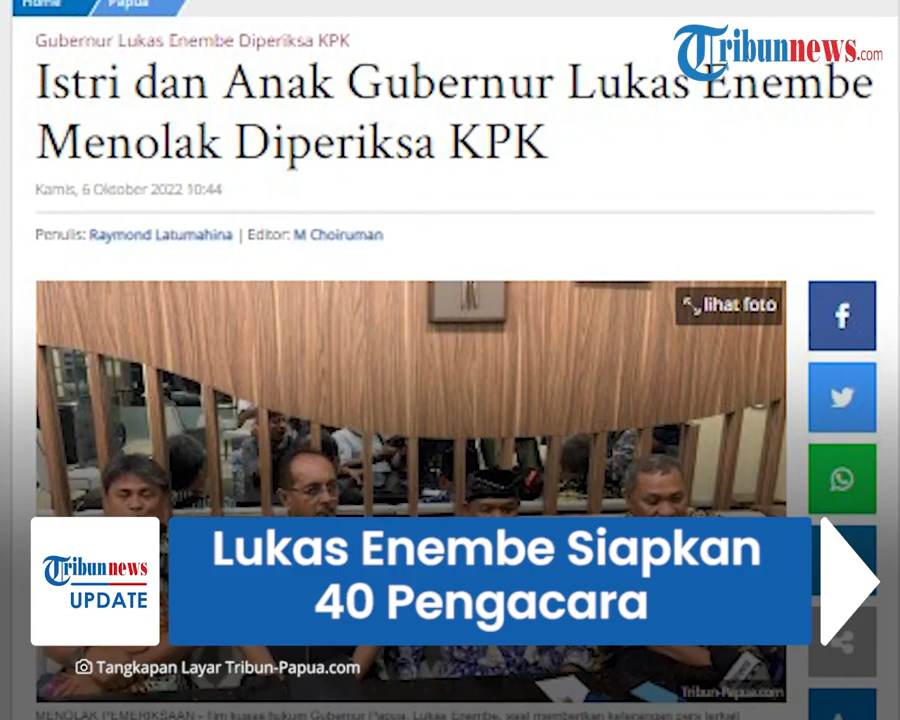 Home Papua
Gubernur Lukas Enembe Diperiksa KPK
Tribunnews.com
Istri dan Anak Gubernur Lukas Enembe
Menolak Diperiksa KPK
Kamis, 6 Oktober 2022 10:44
Penulis: Raymond Latumahina | Editor: M Choiruman
lihat foto
Lukas Enembe Siapkan
40 Pengacara
Tribunnews
UPDATE
Tangkapan Layar Tribun-Papua.com
Tribun-Papua.com
MENOLAK PEMERIKSAAN - Tim kuasa hukum Gubernur Papua, Lukas Enembe, saat memberikan keterangan pers terkait